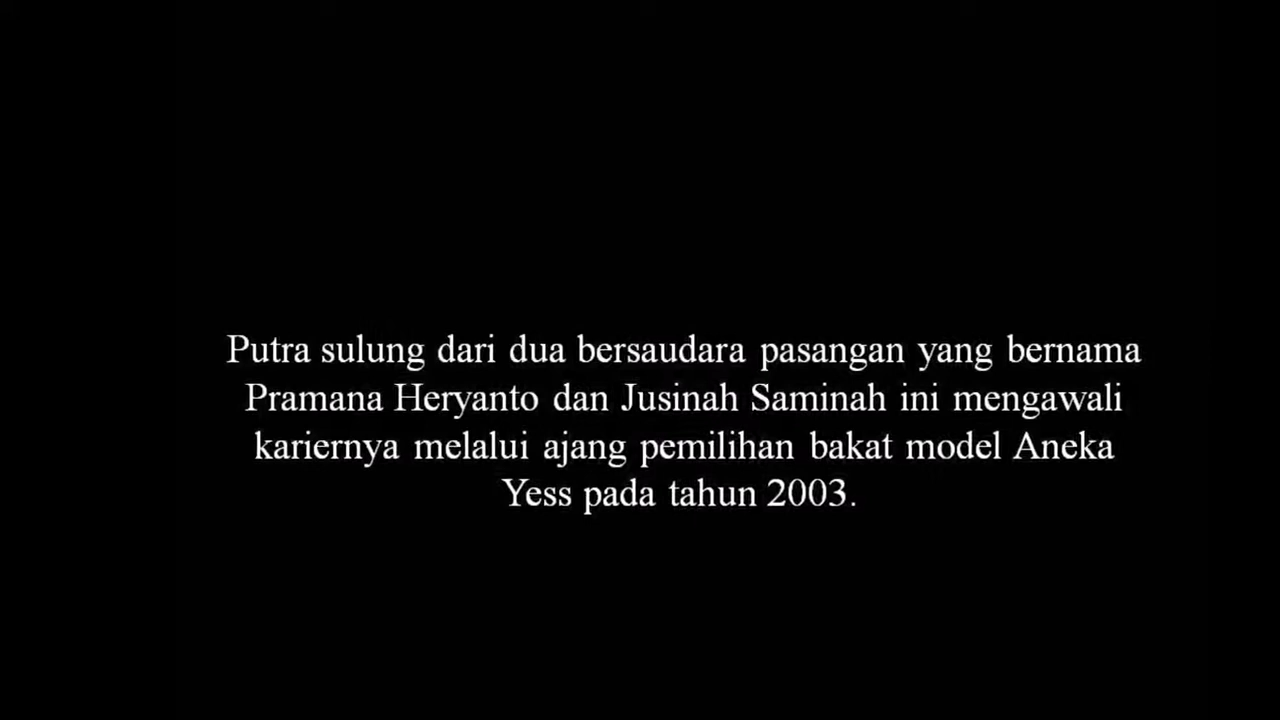 Putra sulung dari dua bersaudara pasangan yang bernama
Pramana Heryanto dan Jusinah Saminah ini mengawali
kariernya melalui ajang pemilihan bakat model Aneka
Yess pada tahun 2003.